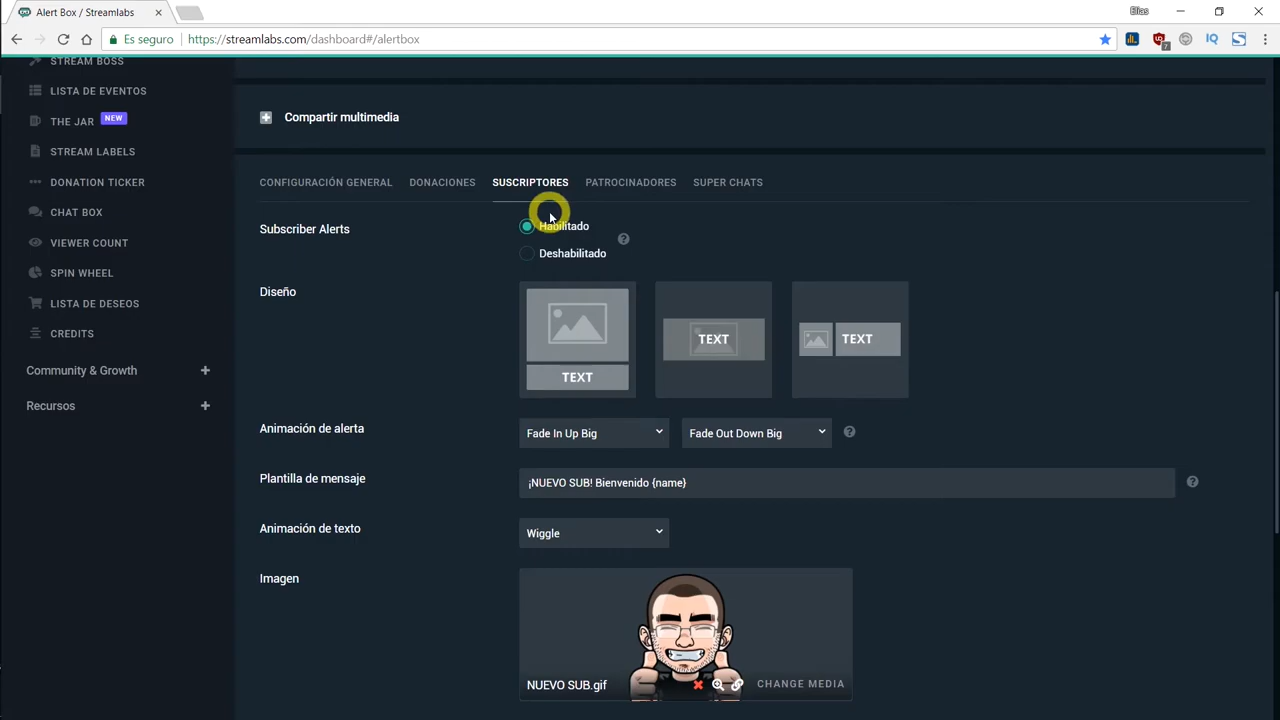 Alert Box / Streamlabs
Elias
Es seguro
https://streamlabs.com/dashboard#/alertbox
7
STREAM BOSS
LISTA DE EVENTOS
THE JAR NEW
STREAM LABELS
DONATION TICKER
CHAT BOX
VIEWER COUNT
SPIN WHEEL
LISTA DE DESEOS
CREDITS
Community & Growth +
Recursos +
Compartir multimedia
CONFIGURACIÓN GENERAL DONACIONES SUSCRIPTORES PATROCINADORES SUPER CHATS
Subscriber Alerts
Habilitado
Deshabilitado
?
Diseño
TEXT
TEXT
TEXT
Animación de alerta
Fade In Up Big
Fade Out Down Big
?
Plantilla de mensaje
¡NUEVO SUB! Bienvenido {name}
?
Animación de texto
Wiggle
Imagen
NUEVO SUB.gif
CHANGE MEDIA